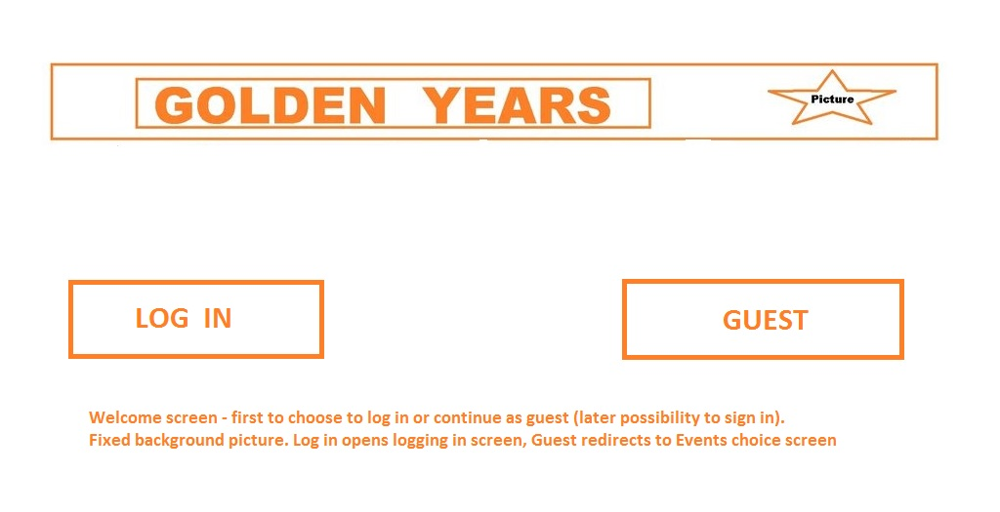 GOLDEN YEARS
Picture
LOG IN
GUEST
Welcome screen - first to choose to log in or continue as guest (later possibility to sign in).
Fixed background picture. Log in opens logging in screen, Guest redirects to Events choice screen